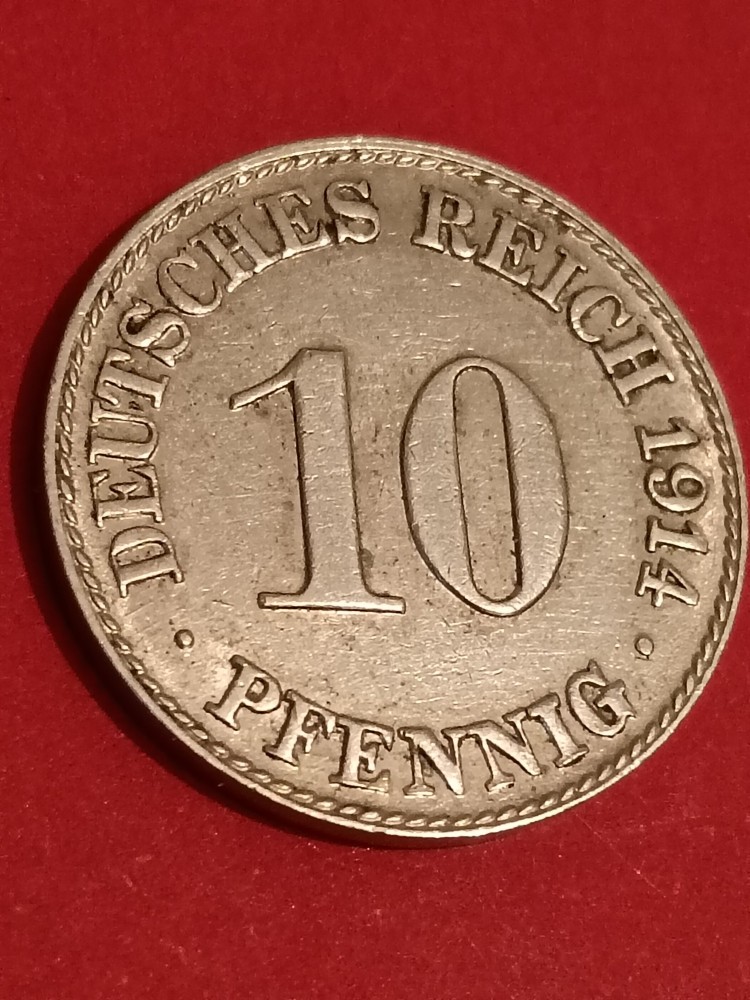 DEUTSCHES REICH 1914
10
PFENNIG